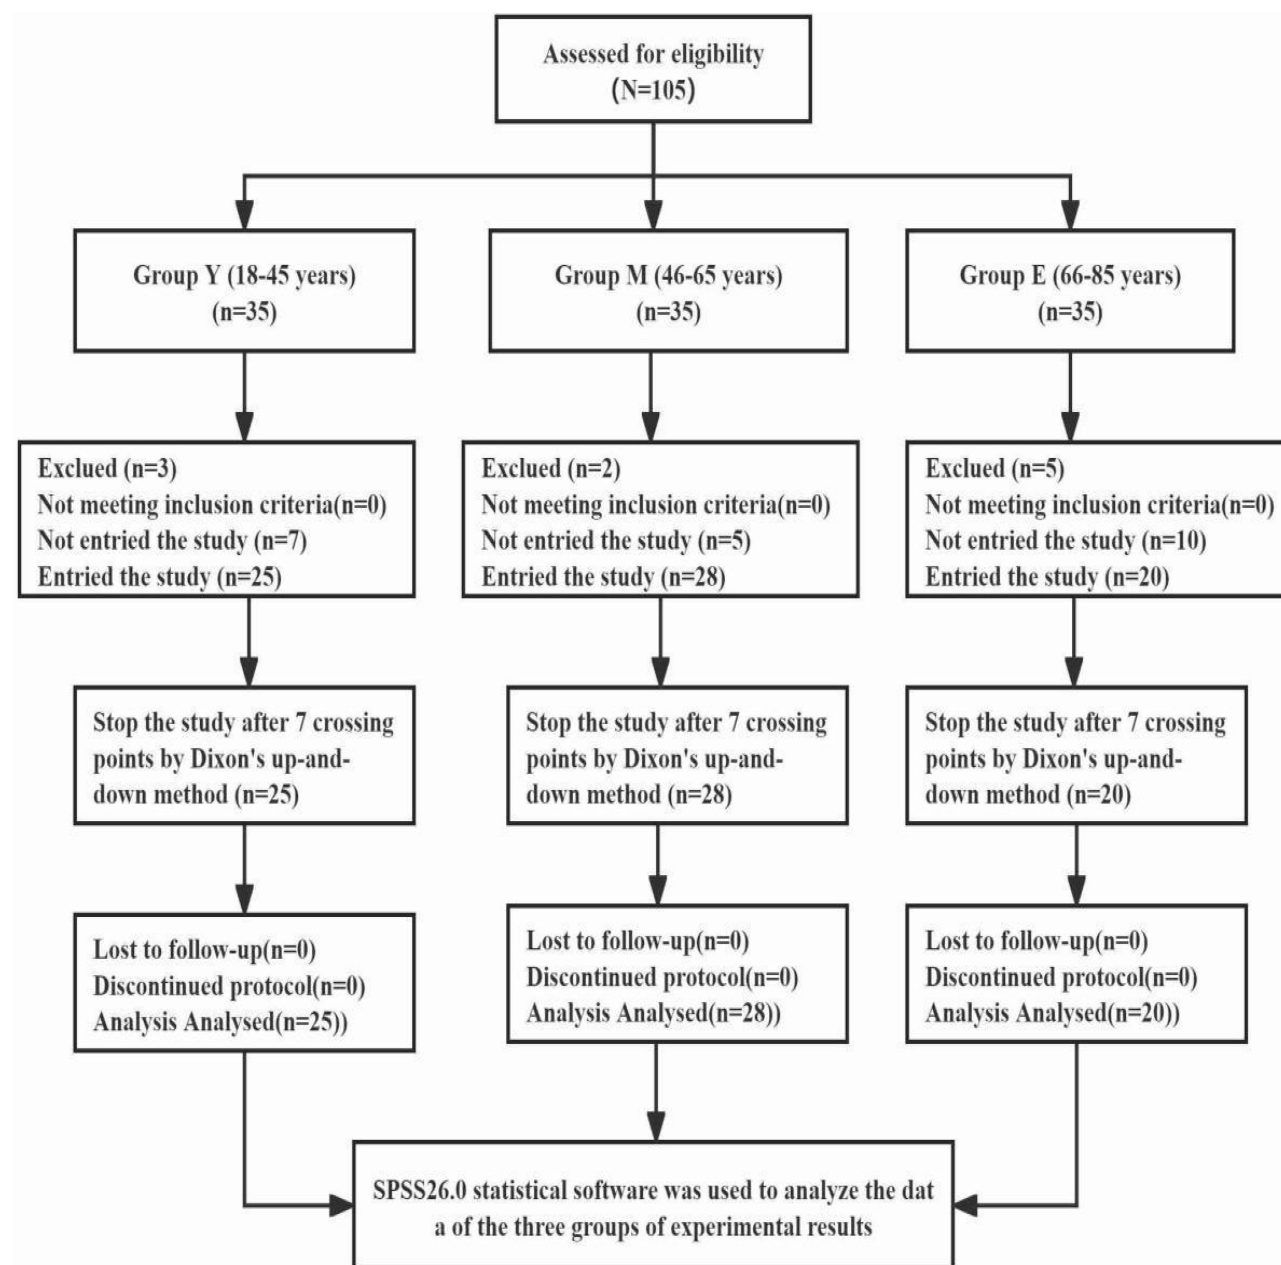 Assessed for eligibility
(N=105)
Group Y (18-45 years)
(n=35)
Group M (46-65 years)
(n=35)
Group E (66-85 years)
(n=35)
Exclued (n=3)
Not meeting inclusion criteria(n=0)
Not entried the study (n=7)
Entried the study (n=25)
Exclued (n=2)
Not meeting inclusion criteria(n=0)
Not entried the study (n=5)
Entried the study (n=28)
Exclued (n=5)
Not meeting inclusion criteria(n=0)
Not entried the study (n=10)
Entried the study (n=20)
Stop the study after 7 crossing
points by Dixon's up-and-
down method (n=25)
Stop the study after 7 crossing
points by Dixon's up-and-
down method (n=28)
Stop the study after 7 crossing
points by Dixon's up-and-
down method (n=20)
Lost to follow-up(n=0)
Discontinued protocol(n=0)
Analysis Analysed(n=25))
Lost to follow-up(n=0)
Discontinued protocol(n=0)
Analysis Analysed(n=28))
Lost to follow-up(n=0)
Discontinued protocol(n=0)
Analysis Analysed(n=20))
SPSS26.0 statistical software was used to analyze the dat
a of the three groups of experimental results